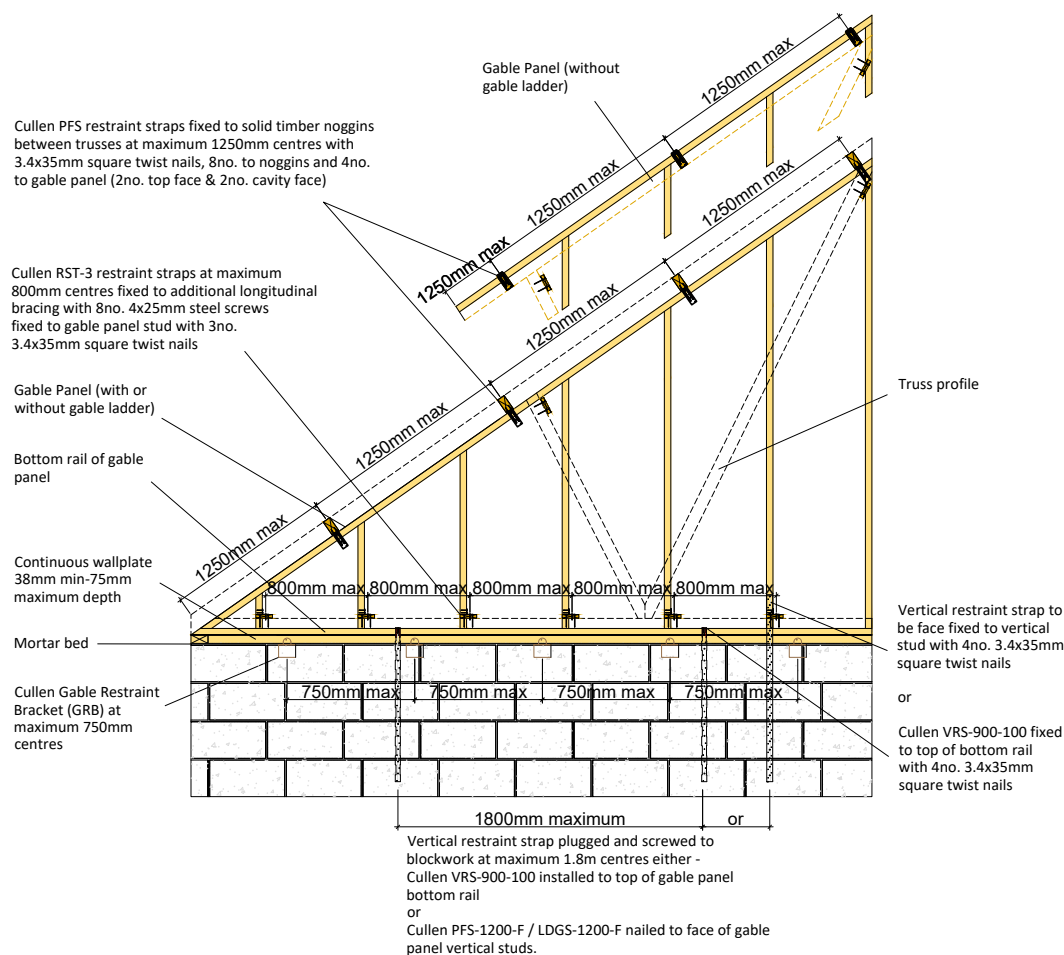 1250mm max
Gable Panel (without
gable ladder)
1250mm max
1250mm max
Cullen PFS restraint straps fixed to solid timber noggins
between trusses at maximum 1250mm centres with
3.4x35mm square twist nails, 8no. to noggins and 4no.
to gable panel (2no. top face & 2no. cavity face)
1250mm max
1250mm max
Cullen RST-3 restraint straps at maximum
800mm centres fixed to additional longitudinal
bracing with 8no. 4x25mm steel screws
fixed to gable panel stud with 3no.
3.4x35mm square twist nails
1250mm max
Gable Panel (with or
without gable ladder)
Truss profile
1250mm max
Bottom rail of gable
panel
1250mm max
Continuous wallplate
38mm min-75mm
maximum depth
800mm max
800mm max
800mm max
800mm max
800mm max
Mortar bed
Vertical restraint strap to
be face fixed to vertical
stud with 4no. 3.4x35mm
square twist nails
or
Cullen VRS-900-100 fixed
to top of bottom rail
with 4no. 3.4x35mm
square twist nails
Cullen Gable Restraint
Bracket (GRB) at
maximum 750mm
centres
750mm max
750mm max
750mm max
750mm max
1800mm maximum
or
Vertical restraint strap plugged and screwed to
blockwork at maximum 1.8m centres either -
Cullen VRS-900-100 installed to top of gable panel
bottom rail
or
Cullen PFS-1200-F / LDGS-1200-F nailed to face of gable
panel vertical studs.